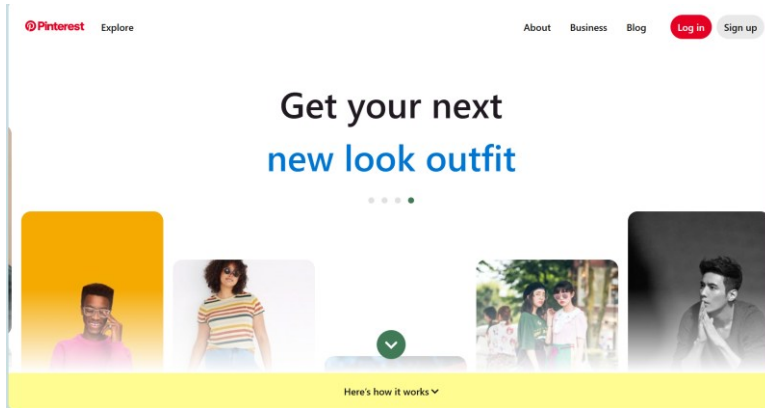 Pinterest Explore About Business Blog Log in Sign up
Get your next
new look outfit
Here's how it works